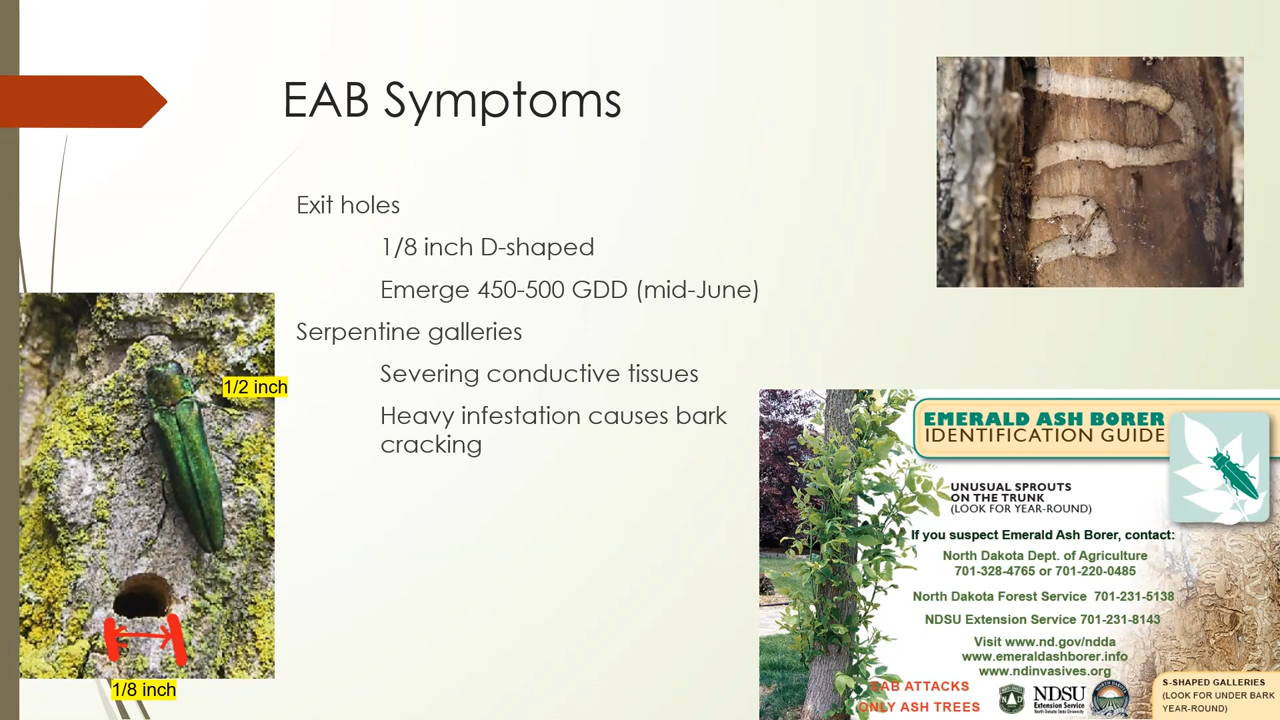 EAB Symptoms
Exit holes
1/8 inch D-shaped
Emerge 450-500 GDD (mid-June)
Serpentine galleries
Severing conductive tissues
Heavy infestation causes bark
cracking
1/2 inch
1/8 inch
EMERALD ASH BORER
IDENTIFICATION GUIDE
UNUSUAL SPROUTS
ON THE TRUNK
(LOOK FOR YEAR-ROUND)
If you suspect Emerald Ash Borer, contact:
North Dakota Dept. of Agriculture
701-328-4765 or 701-220-0485
North Dakota Forest Service 701-231-5138
NDSU Extension Service 701-231-8143
Visit www.nd.gov/ndda
www.emeraldashborer.info
www.ndinvasives.org
EAB ATTACKS
ONLY ASH TREES
NDSU
Extension Service
North Dakota State University
S-SHAPED GALLERIES
(LOOK FOR UNDER BARK
YEAR-ROUND)